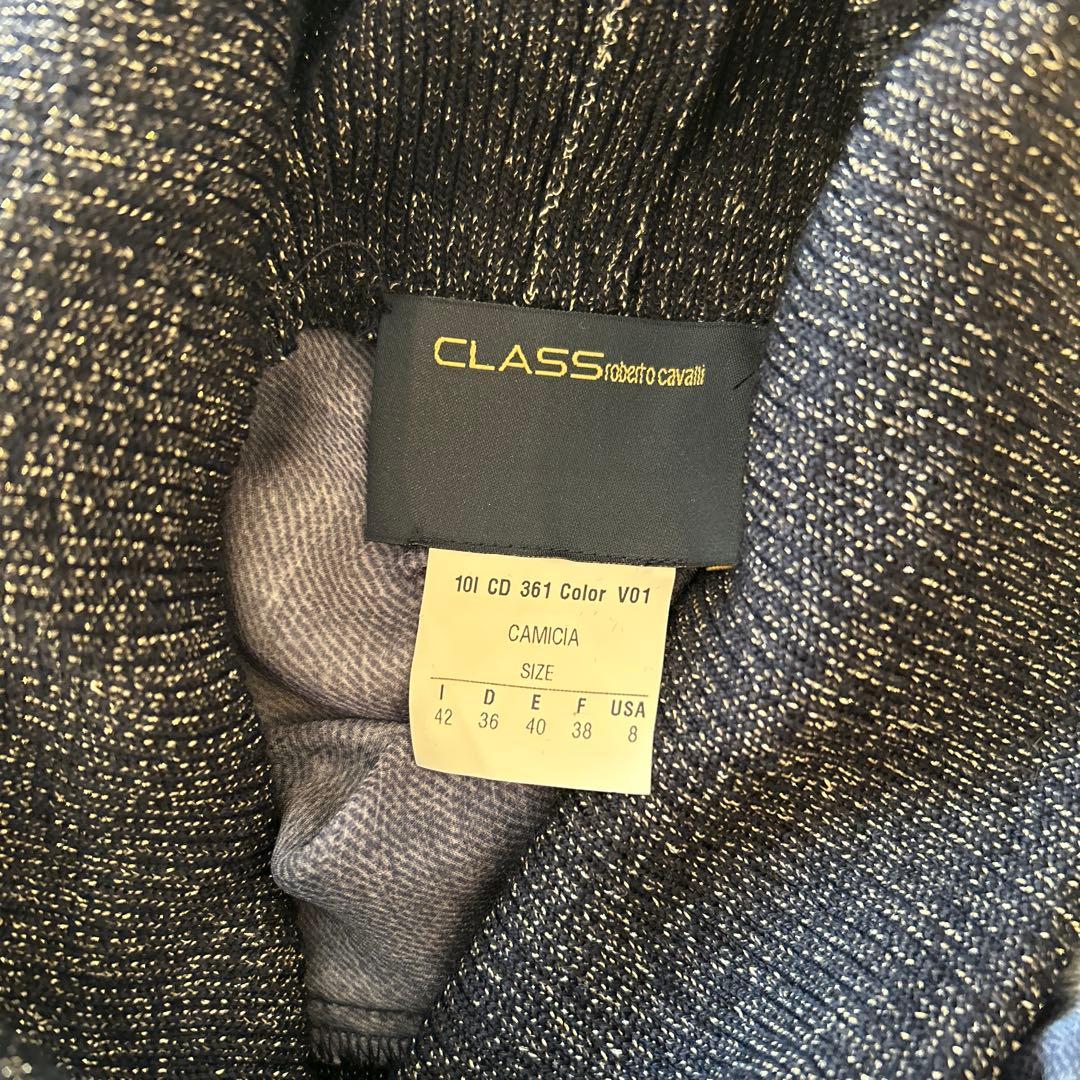 CLASS roberto cavalli
10I CD 361 Color V01
CAMICIA
SIZE
I D E F USA
42 36 40 38 8